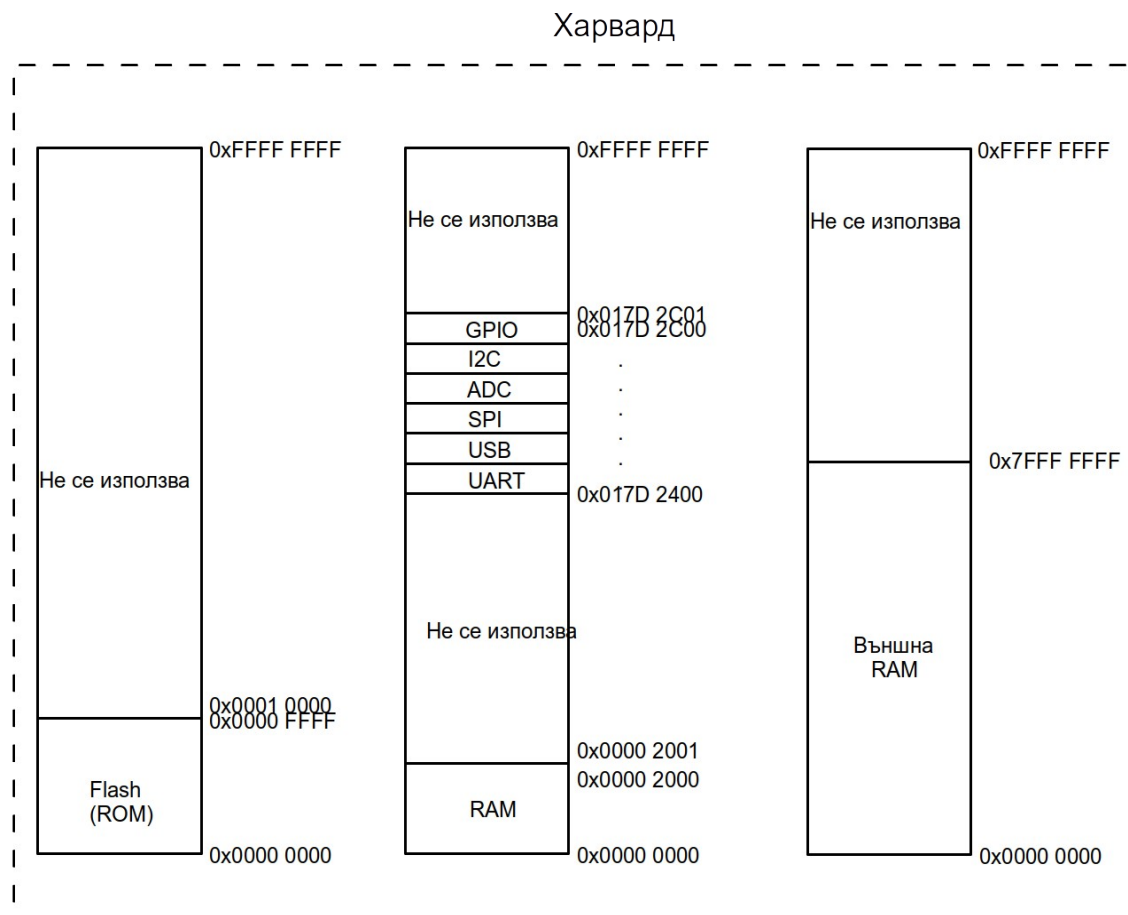 Харвард
0xFFFF FFFF
Не се използва
0x0001 0000
0x0000 FFFF
Flash
(ROM)
0x0000 0000
0xFFFF FFFF
Не се използва
0x017D 2C01
0x017D 2C00
GPIO
I2C
ADC
SPI
USB
UART
0x017D 2400
Не се използва
0x0000 2001
0x0000 2000
RAM
0x0000 0000
0xFFFF FFFF
Не се използва
0x7FFF FFFF
Външна
RAM
0x0000 0000